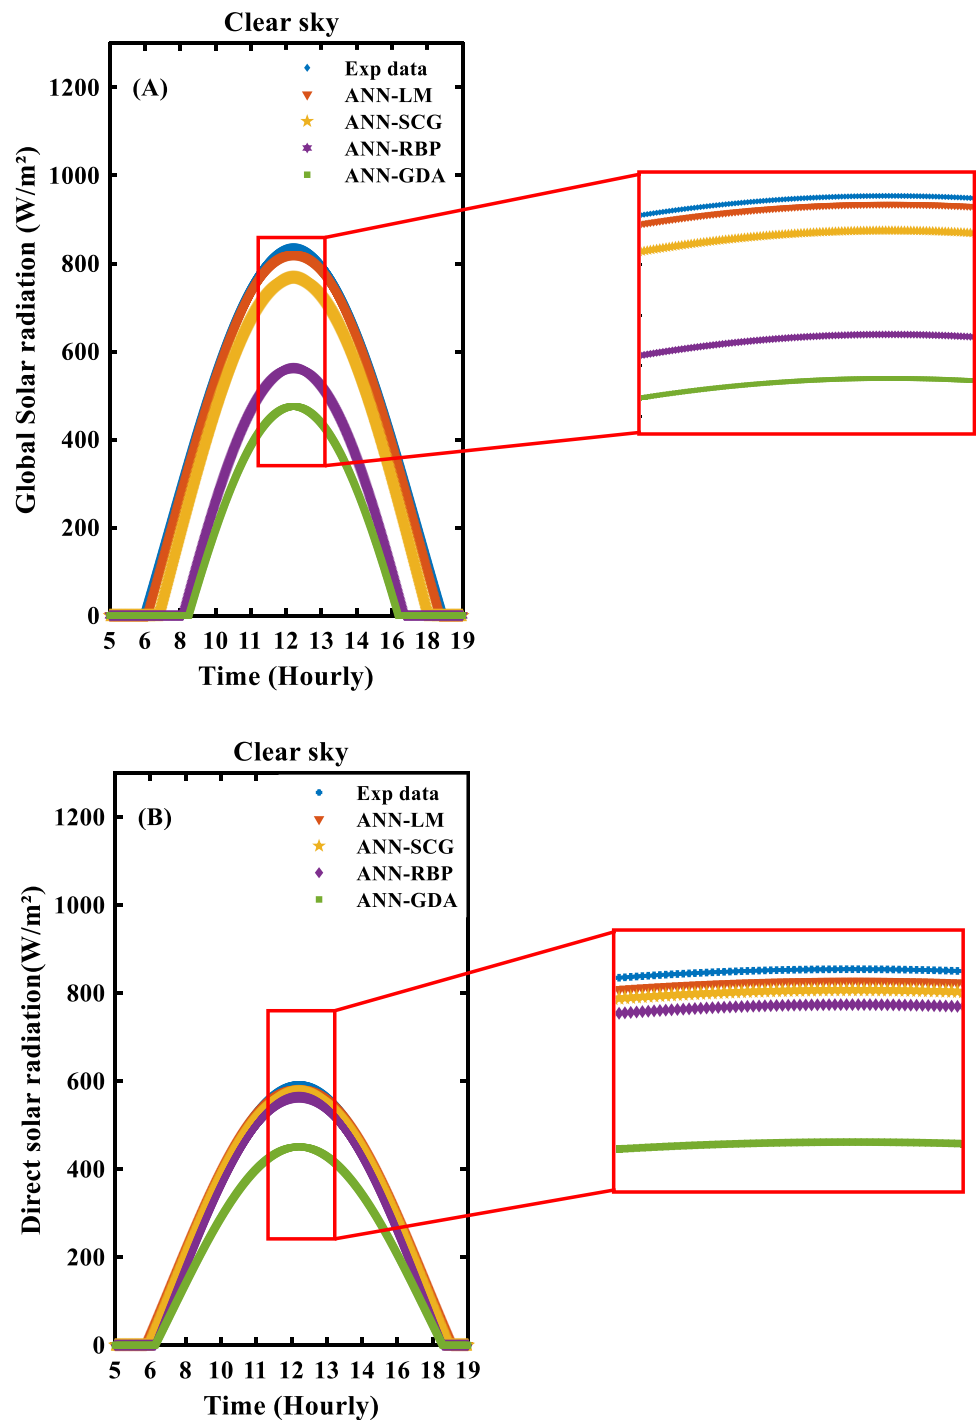 Clear sky
(A)
Exp data
ANN-LM
ANN-SCG
ANN-RBP
ANN-GDA
1200
1000
800
600
400
200
0
Global Solar radiation (W/m²)
5 6 8 10 11 12 13 14 16 18 19
Time (Hourly)
Clear sky
(B)
Exp data
ANN-LM
ANN-SCG
ANN-RBP
ANN-GDA
1200
1000
800
600
400
200
0
Direct solar radiation(W/m²)
5 6 8 10 11 12 13 14 16 18 19
Time (Hourly)